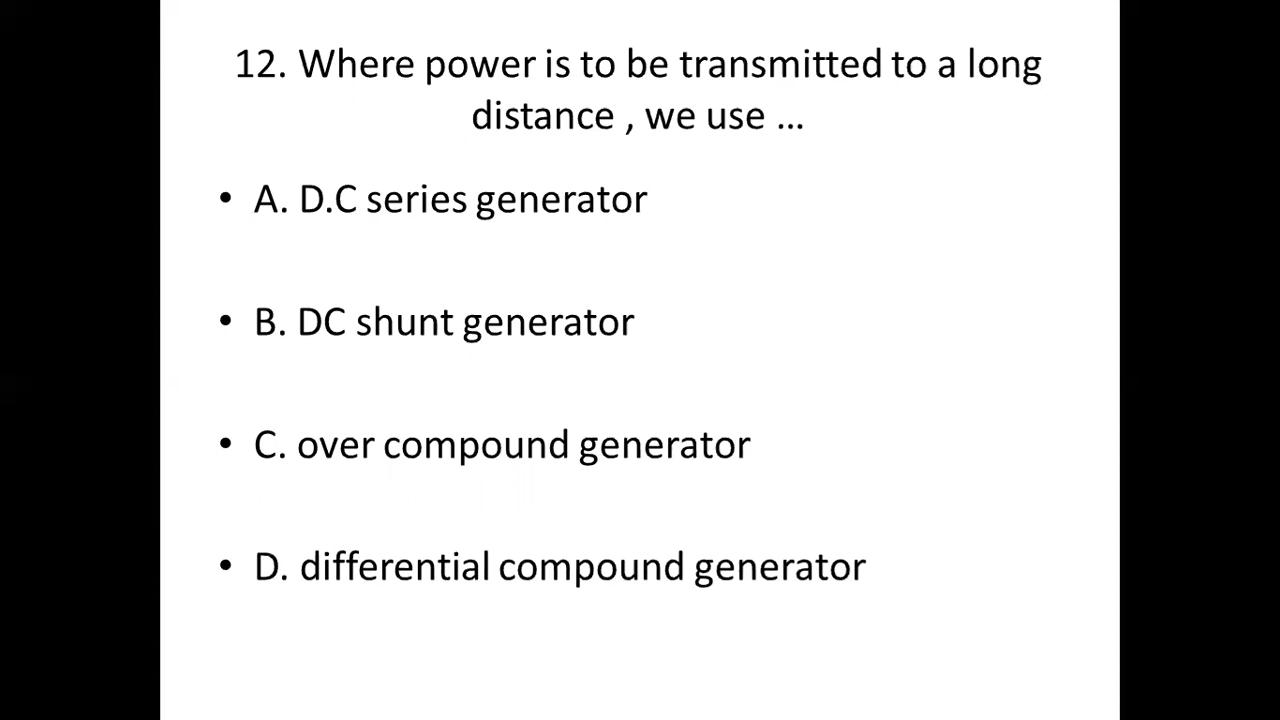 12. Where power is to be transmitted to a long
distance , we use …
• A. D.C series generator
• B. DC shunt generator
• C. over compound generator
• D. differential compound generator